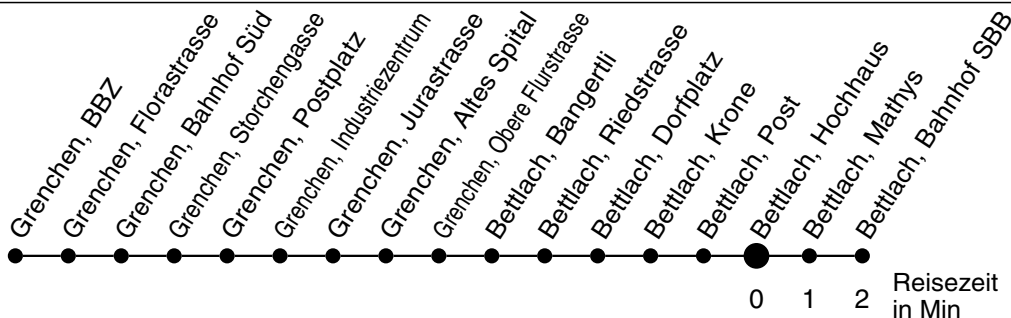 Grenchen, BBZ
Grenchen, Florastrasse
Grenchen, Bahnhof Süd
Grenchen, Storchengasse
Grenchen, Postplatz
Grenchen, Industriezentrum
Grenchen, Jurastrasse
Grenchen, Altes Spital
Grenchen, Obere Flurstrasse
Bettlach, Bangertli
Bettlach, Riedstrasse
Bettlach, Dorfplatz
Bettlach, Krone
Bettlach, Post
Bettlach, Hochhaus
Bettlach, Mathys
Bettlach, Bahnhof SBB
0 1 2 Reisezeit
in Min